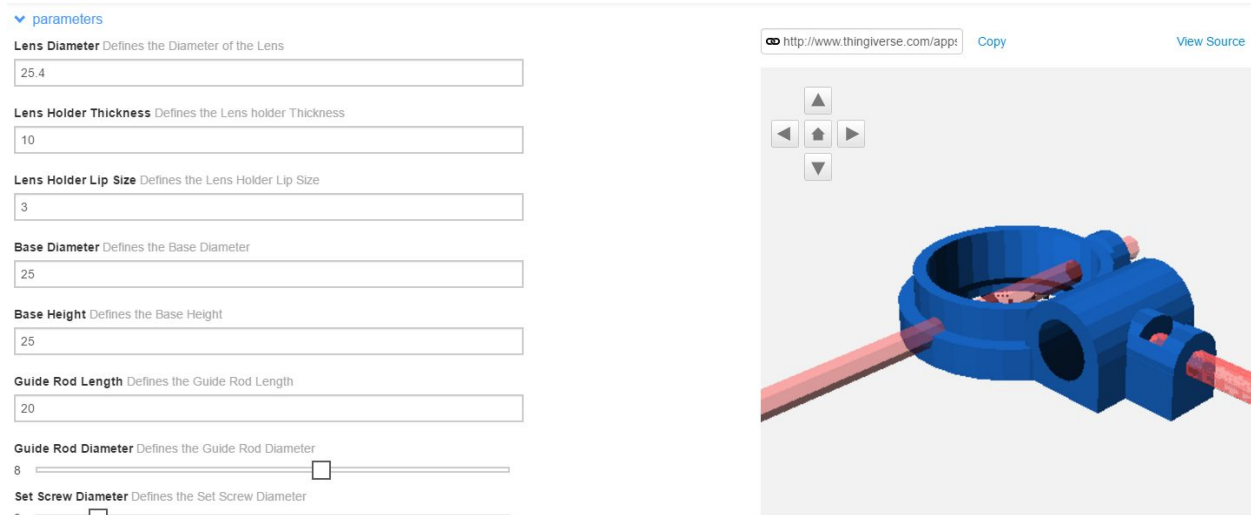 parameters
Lens Diameter Defines the Diameter of the Lens
25.4
Lens Holder Thickness Defines the Lens holder Thickness
10
Lens Holder Lip Size Defines the Lens Holder Lip Size
3
Base Diameter Defines the Base Diameter
25
Base Height Defines the Base Height
25
Guide Rod Length Defines the Guide Rod Length
20
Guide Rod Diameter Defines the Guide Rod Diameter
8
Set Screw Diameter Defines the Set Screw Diameter
http://www.thingiverse.com/apps Copy View Source